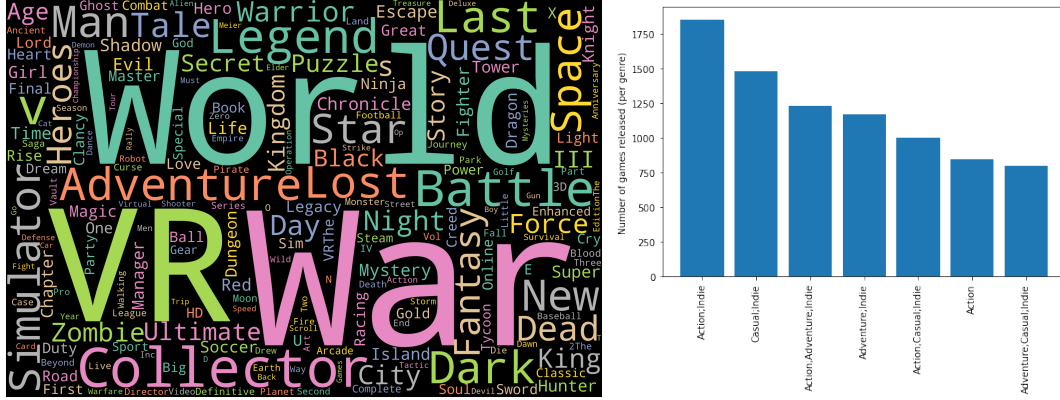 Age Ghost Combat Alien Hero Warrior Escape Last Treasure Deluxe
Man Tale Legend Land Meier X
Ancient Great Quest Space Knight
Lord Shadow God
Heart Evil Secret Puzzle s Tower
Girl Master Demon Must Elder Ninja Story Fighter Dragon Anniversary
Final Championship Heroes World
V Season Book Kingdom Chronicle Mysteries
Cat Tour Zero Football
Time Clancy Dance Rally Special Life Star Op Light
Saga Empire Operation Journey
Rise Robot Strike Black III
Dream Curse Love Pirate Park Golf Part
Vault Adventure Lost Power Battle 3D
Simulator Virtual Shooter Series Monster Street Gun EditionThe
Go Magic O Legacy Boy Little Enhanced
Defense One Men Dungeon Day VRThe Night Creed Fall Force
Car Party Ball Sim Steam Vol Survival Cry
Fight VR Gear Wild War IV Online Blood
Chapter Manager Mystery E Three
Case Walking Red Death Action Super
Pro Trip Moon N Fantasy New
Card League HD Speed Two Storm Gold Tycoon
Year Zombie Ultimate Fire Racing End Baseball
Duty Sport Soccer Scroll U Dead
Inc Drew Art Arcade Die Dawn 2The
Beyond Collector Tactic Island City Dark King
Road Live Big D Earth Way Games Classic
First Back Soul Devil Sword Hunter
Warfare Director Video Definitive Planet Second Complete
Number of games released (per genre)
1750
1500
1250
1000
750
500
250
0
Action;Indie
Casual;Indie
Action;Adventure;Indie
Adventure;Indie
Action;Casual;Indie
Action
Adventure;Casual;Indie